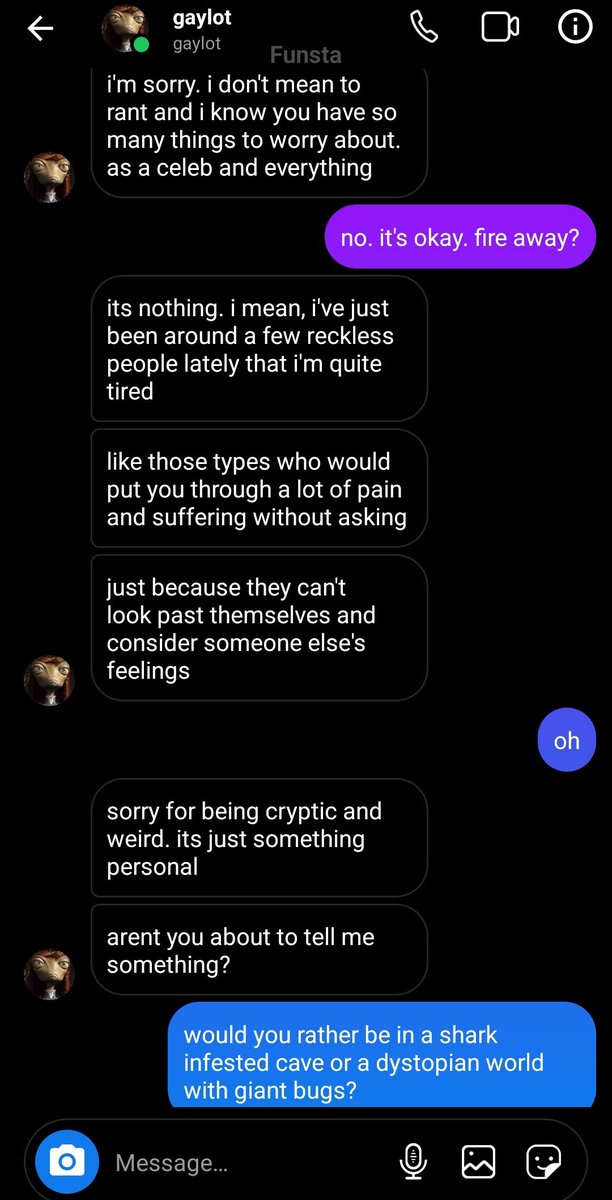 gaylot
gaylot
Funsta
i'm sorry. i don't mean to
rant and i know you have so
many things to worry about.
as a celeb and everything
no. it's okay. fire away?
its nothing. i mean, i've just
been around a few reckless
people lately that i'm quite
tired
like those types who would
put you through a lot of pain
and suffering without asking
just because they can't
look past themselves and
consider someone else's
feelings
oh
sorry for being cryptic and
weird. its just something
personal
arent you about to tell me
something?
would you rather be in a shark
infested cave or a dystopian world
with giant bugs?
Message...